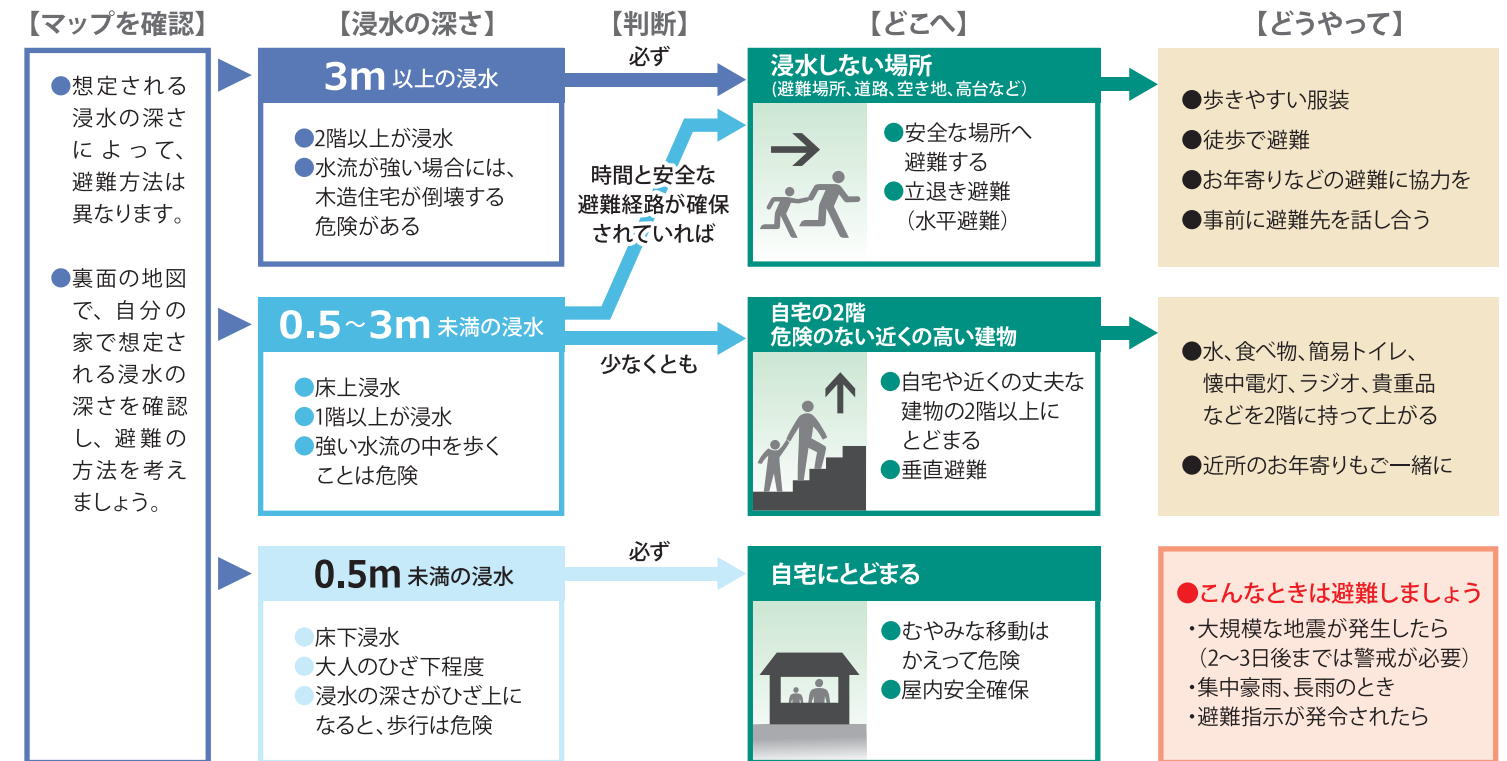 【マップを確認】
【浸水の深さ】
【判断】
【どこへ】
【どうやって】
●想定される
浸水の深さ
によって、
避難方法は
異なります。
●裏面の地図
で、自分の
家で想定さ
れる浸水の
深さを確認
し、避難の
方法を考え
ましょう。
3m 以上の浸水
●2階以上が浸水
●水流が強い場合には、
木造住宅が倒壊する
危険がある
必ず
浸水しない場所
(避難場所、道路、空き地、高台など)
●安全な場所へ
避難する
●立退き避難
（水平避難）
●歩きやすい服装
●徒歩で避難
●お年寄りなどの避難に協力を
●事前に避難先を話し合う
時間と安全な
避難経路が確保
されていれば
0.5～3m 未満の浸水
●床上浸水
●1階以上が浸水
●強い水流の中を歩く
ことは危険
少なくとも
自宅の2階
危険のない近くの高い建物
●自宅や近くの丈夫な
建物の2階以上に
とどまる
●垂直避難
●水、食べ物、簡易トイレ、
懐中電灯、ラジオ、貴重品
などを2階に持って上がる
●近所のお年寄りもご一緒に
0.5m 未満の浸水
●床下浸水
●大人のひざ下程度
●浸水の深さがひざ上に
なると、歩行は危険
必ず
自宅にとどまる
●むやみな移動は
かえって危険
●屋内安全確保
●こんなときは避難しましょう
・大規模な地震が発生したら
（2～3日後までは警戒が必要）
・集中豪雨、長雨のとき
・避難指示が発令されたら